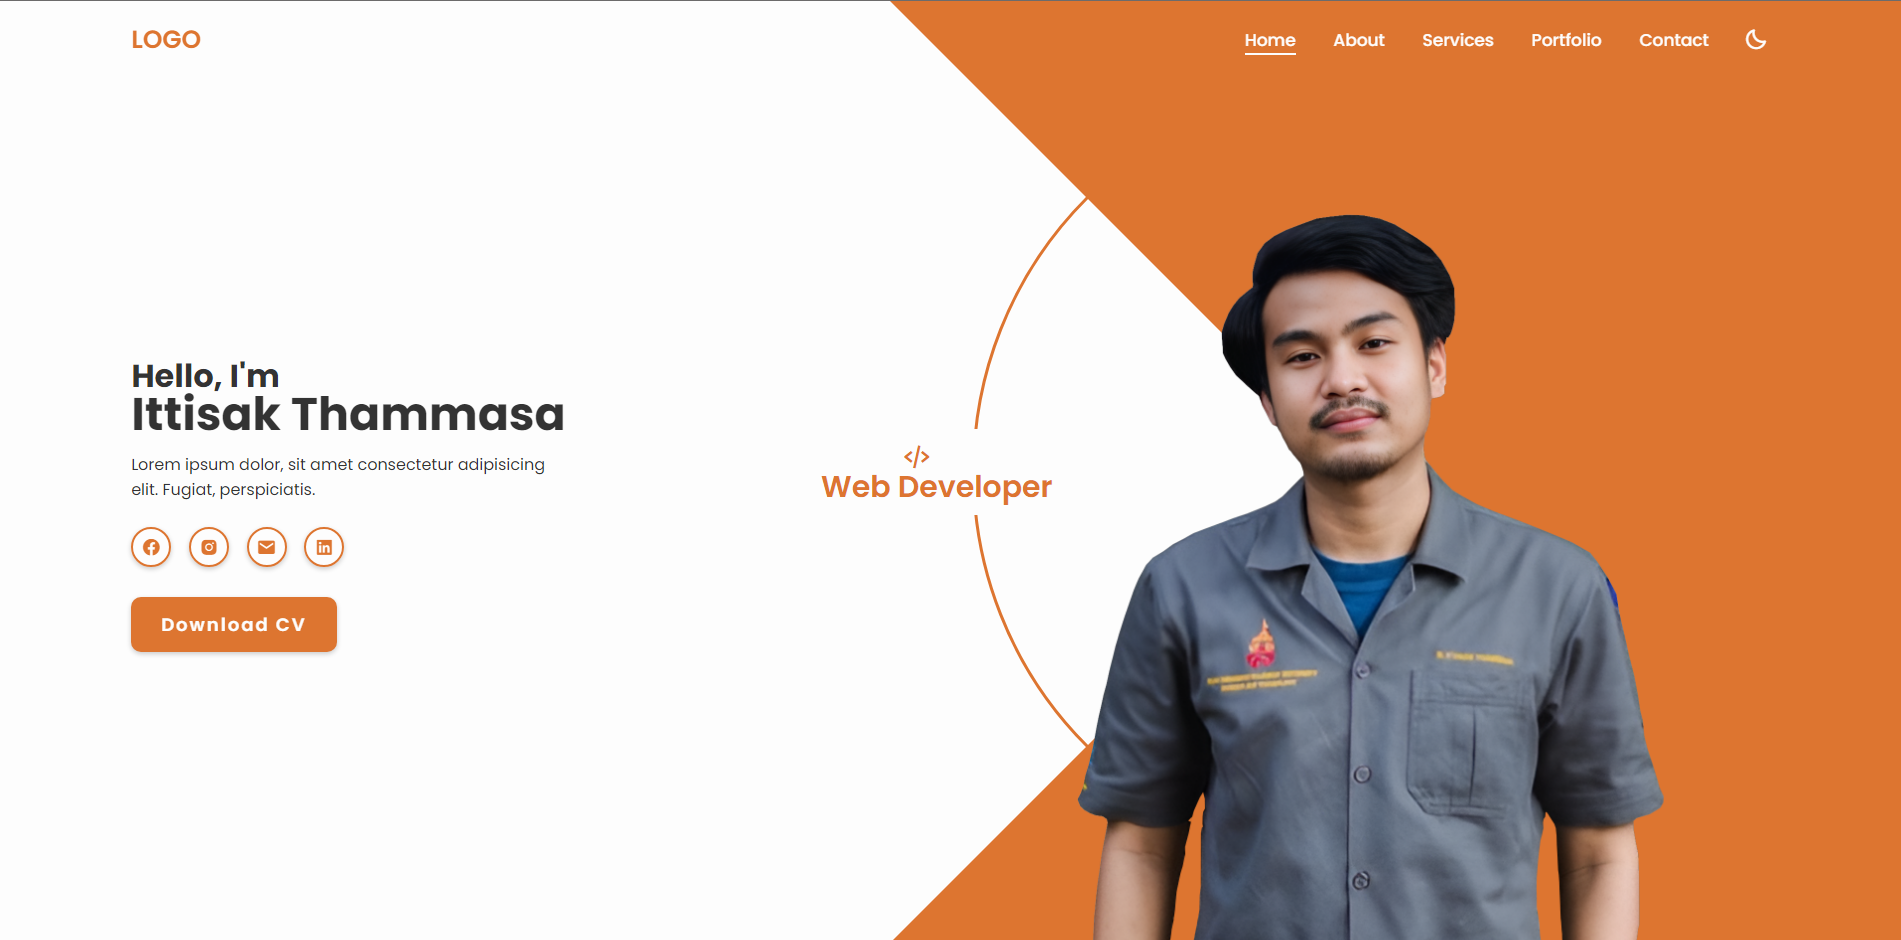 LOGO
Home About Services Portfolio Contact
Hello, I'm
Ittisak Thammasa
Lorem ipsum dolor, sit amet consectetur adipisicing
elit. Fugiat, perspiciatis.
Download CV
</>
Web Developer